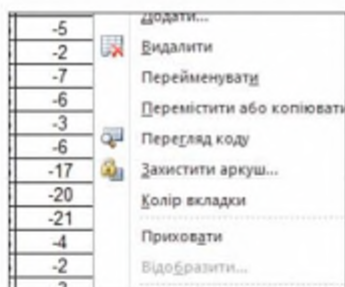 -5
-2
-7
-6
-3
-6
-17
-20
-21
-4
-2
Додати...
Видалити
Перейменувати
Перемістити або копіювати
Перегляд коду
Захистити аркуш...
Колір вкладки
Приховати
Відобразити...